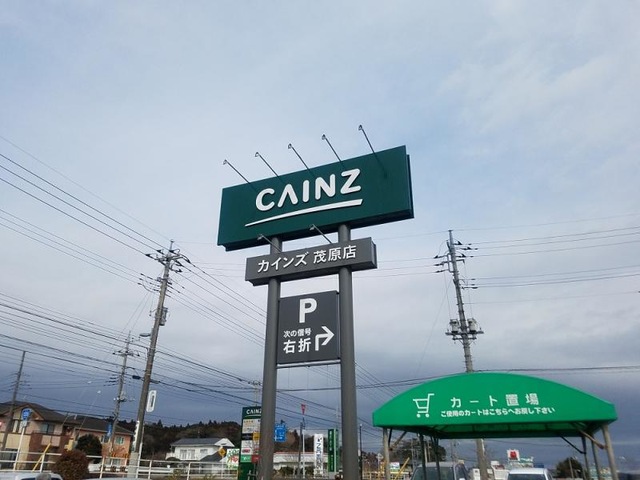 CAINZ
カインズ 茂原店
P
次の信号
右折
カート置場
ご使用のカートはこちらへお戻し下さい
CAINZ